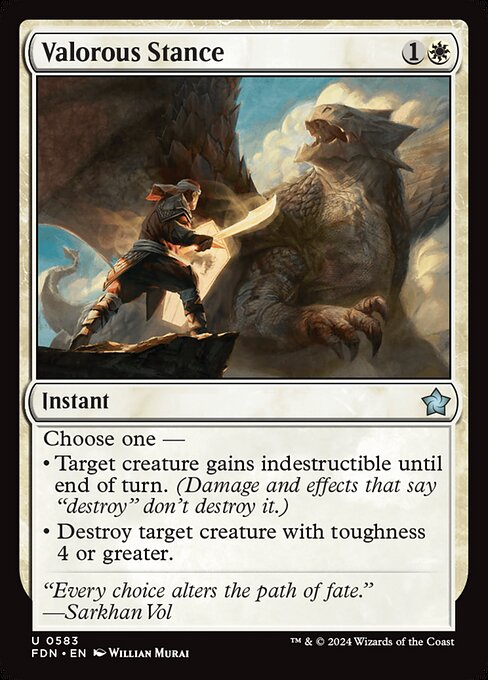 Valorous Stance 1
Instant
Choose one —
• Target creature gains indestructible until
end of turn. (Damage and effects that say
“destroy” don’t destroy it.)
• Destroy target creature with toughness
4 or greater.
“Every choice alters the path of fate.”
—Sarkhan Vol
U 0583
FDN • EN Willian Murai
™ & © 2024 Wizards of the Coast